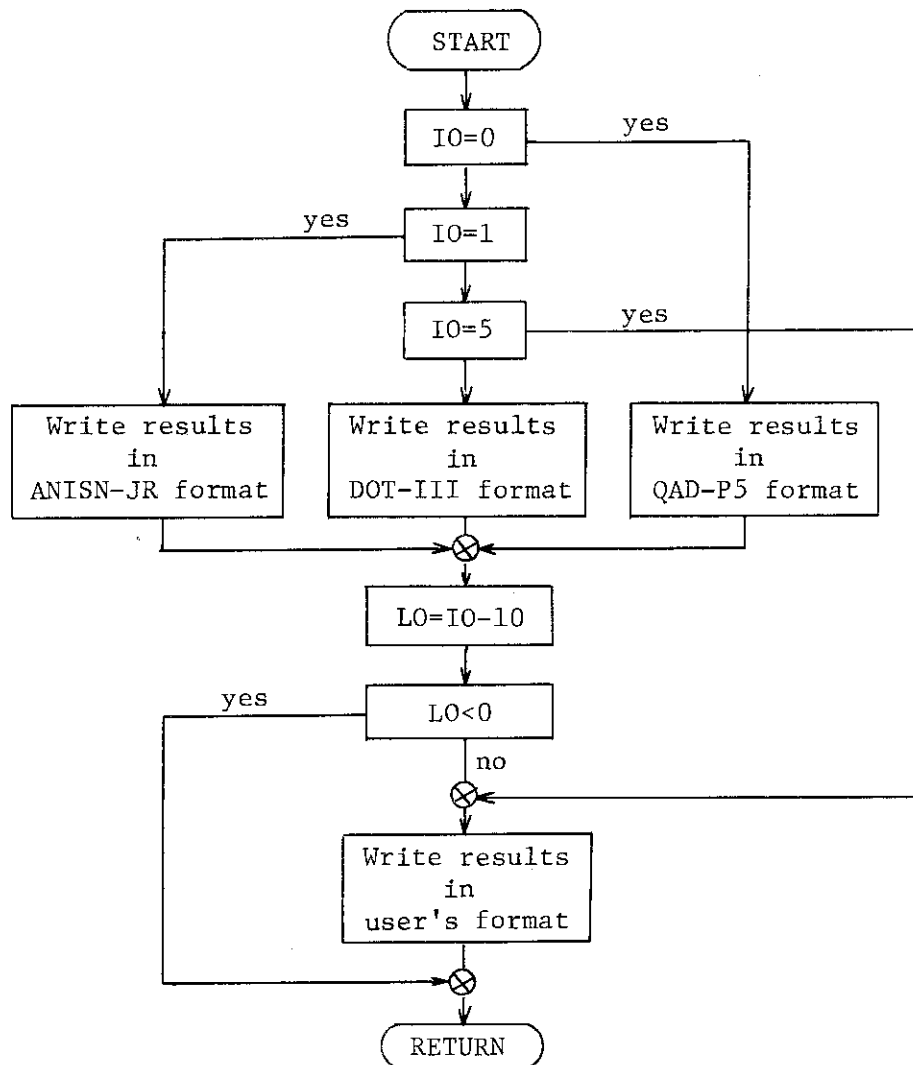 START
IO=0
yes
yes
IO=1
IO=5
yes
Write results
in
ANISN-JR format
Write results
in
DOT-III format
Write results
in
QAD-P5 format
LO=IO-10
yes
LO<0
no
Write results
in
user's format
RETURN